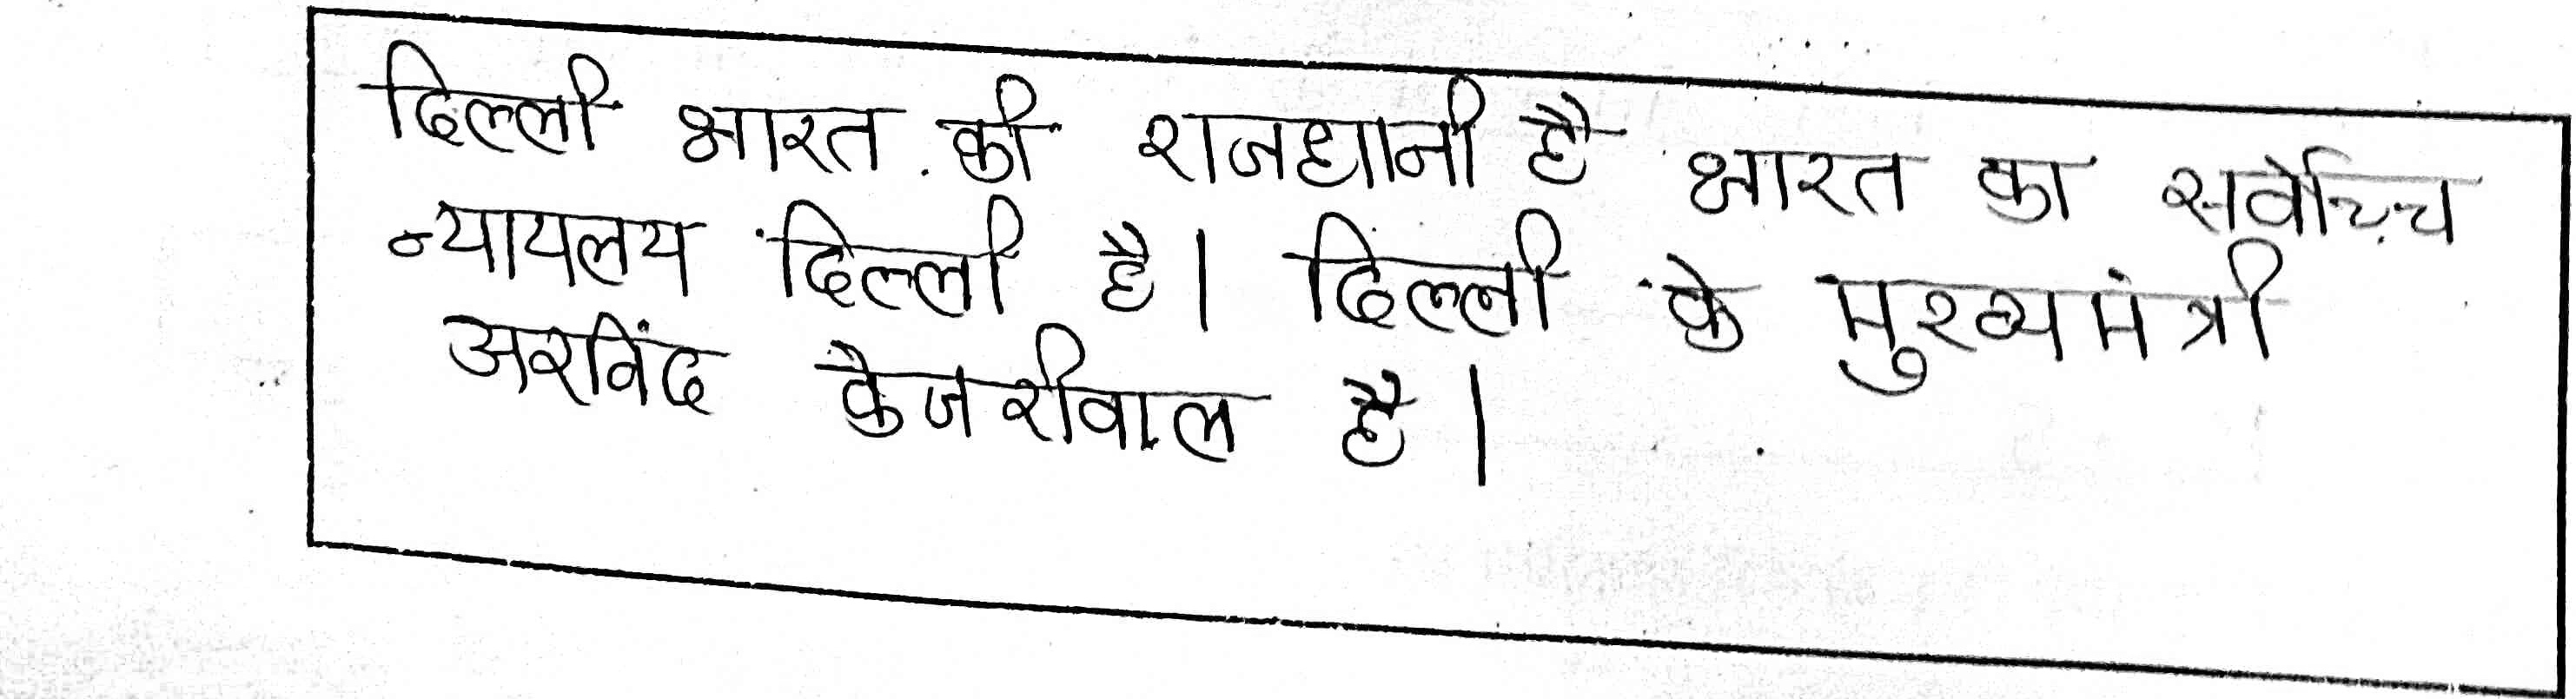 दिल्ली भारत की राजधानी है भारत का सर्वोच्च
न्यायलय दिल्ली है। दिल्ली के मुख्यमंत्री
अरविंद केजरीवाल है।